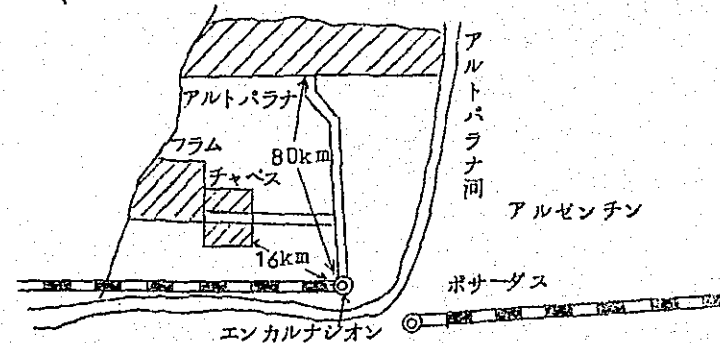 アルトパラナ
アルトパラナ河
フラム
80km
チャペス
アルゼンチン
16km
ポサーダス
エンカルナシオン